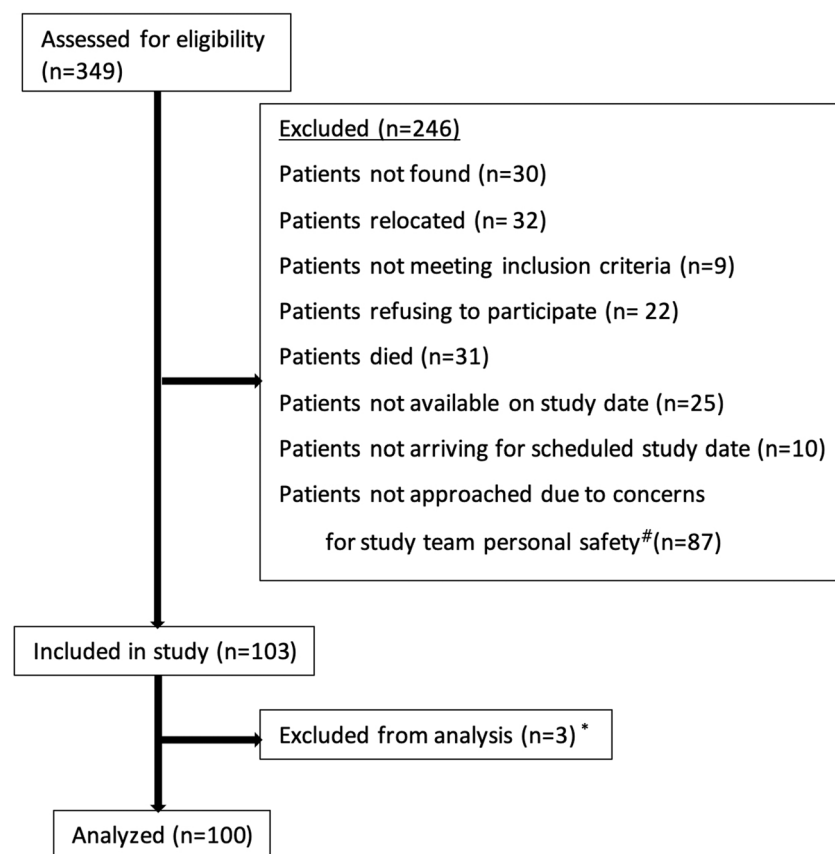 Assessed for eligibility
(n=349)
Excluded (n=246)
Patients not found (n=30)
Patients relocated (n= 32)
Patients not meeting inclusion criteria (n=9)
Patients refusing to participate (n= 22)
Patients died (n=31)
Patients not available on study date (n=25)
Patients not arriving for scheduled study date (n=10)
Patients not approached due to concerns
for study team personal safety#(n=87)
Included in study (n=103)
Excluded from analysis (n=3) *
Analyzed (n=100)